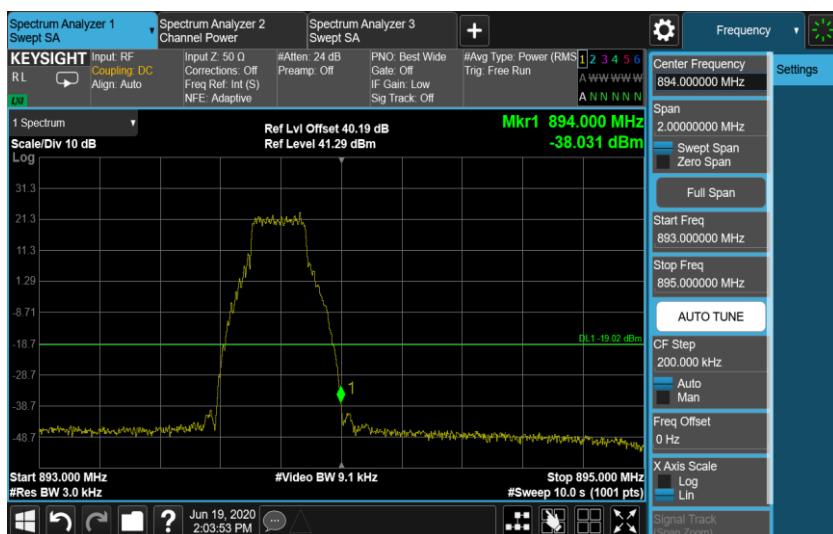 Spectrum Analyzer 1
Swept SA
Spectrum Analyzer 2
Channel Power
Spectrum Analyzer 3
Swept SA
+
Frequency
KEYSIGHT
R L
LXI
Input: RF
Coupling: DC
Align: Auto
Input Z: 50 Ω
Corrections: Off
Freq Ref: Int (S)
NFE: Adaptive
#Atten: 24 dB
Preamp: Off
PNO: Best Wide
Gate: Off
IF Gain: Low
Sig Track: Off
#Avg Type: Power (RMS
Trig: Free Run
1 2 3 4 5 6
A W W W W W
A N N N N N
1 Spectrum
Scale/Div 10 dB
Log
Ref Lvl Offset 40.19 dB
Ref Level 41.29 dBm
Mkr1 894.000 MHz
-38.031 dBm
31.3
21.3
11.3
1.29
-8.71
-18.7
-28.7
-38.7
-48.7
DL1 -19.02 dBm
1
Start 893.000 MHz
#Res BW 3.0 kHz
#Video BW 9.1 kHz
Stop 895.000 MHz
#Sweep 10.0 s (1001 pts)
Jun 19, 2020
2:03:53 PM
?
Center Frequency
894.000000 MHz
Settings
Span
2.00000000 MHz
Swept Span
Zero Span
Full Span
Start Freq
893.000000 MHz
Stop Freq
895.000000 MHz
AUTO TUNE
CF Step
200.000 kHz
Auto
Man
Freq Offset
0 Hz
X Axis Scale
Log
Lin
Signal Track
(Span Zoom)